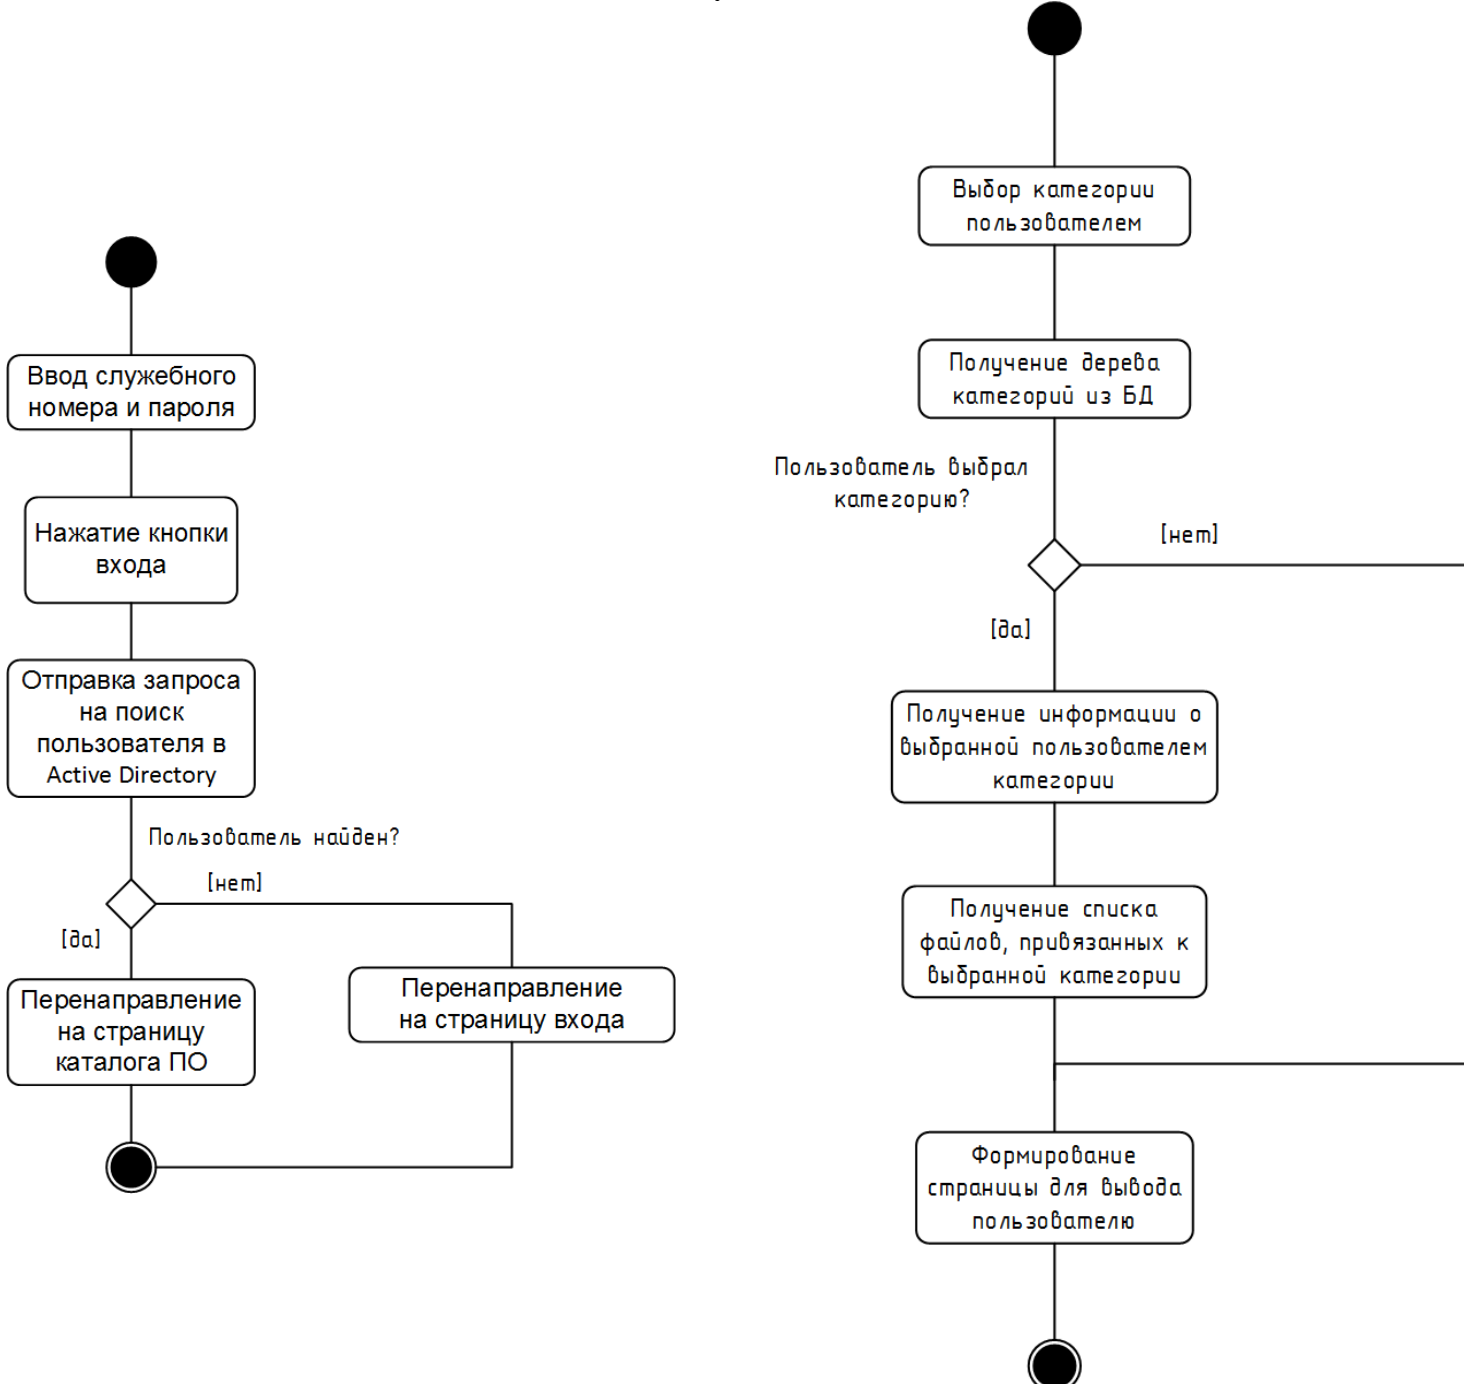 Ввод служебного
номера и пароля
Нажатие кнопки
входа
Отправка запроса
на поиск
пользователя в
Active Directory
Пользователь найден?
[нет]
[да]
Перенаправление
на страницу
каталога ПО
Перенаправление
на страницу входа
Выбор категории
пользователем
Получение дерева
категорий из БД
Пользователь выбрал
категорию?
[нет]
[да]
Получение информации о
выбранной пользователем
категории
Получение списка
файлов, привязанных к
выбранной категории
Формирование
страницы для вывода
пользователю